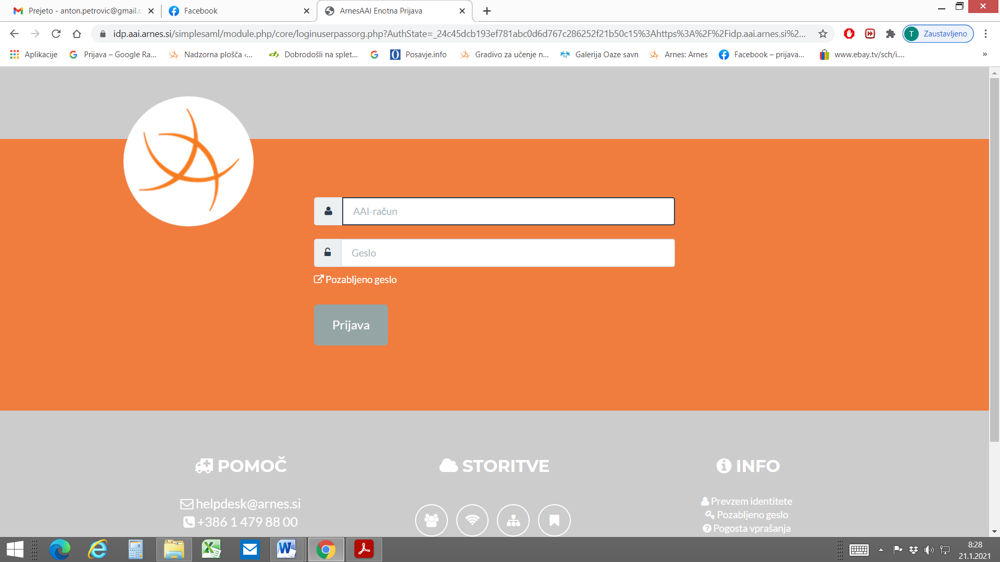 Prejeto - anton.petrovic@gmail.c
Facebook
ArnesAAI Enotna Prijava
idp.aai.arnes.si/simplesaml/module.php/core/loginuserpassorg.php?AuthState=_24c45dcb193ef781abc0d6d767c286252f21b50c15%3Ahttps%3A%2F%2Fidp.aai.arnes.si%2...
T Zaustavljeno
Aplikacije
Prijava – Google Ra...
Nadzorna plošča ‹...
Dobrodošli na splet...
Posavje.info
Gradivo za učenje n...
Galerija Oaze savn
Arnes: Arnes
Facebook – prijava...
www.ebay.tv/sch/i....
»
AAI-račun
Geslo
Pozabljeno geslo
Prijava
POMOČ
helpdesk@arnes.si
+386 1 479 88 00
STORITVE
INFO
Prevzem identitete
Pozabljeno geslo
Pogosta vprašanja
8:28
21.1.2021